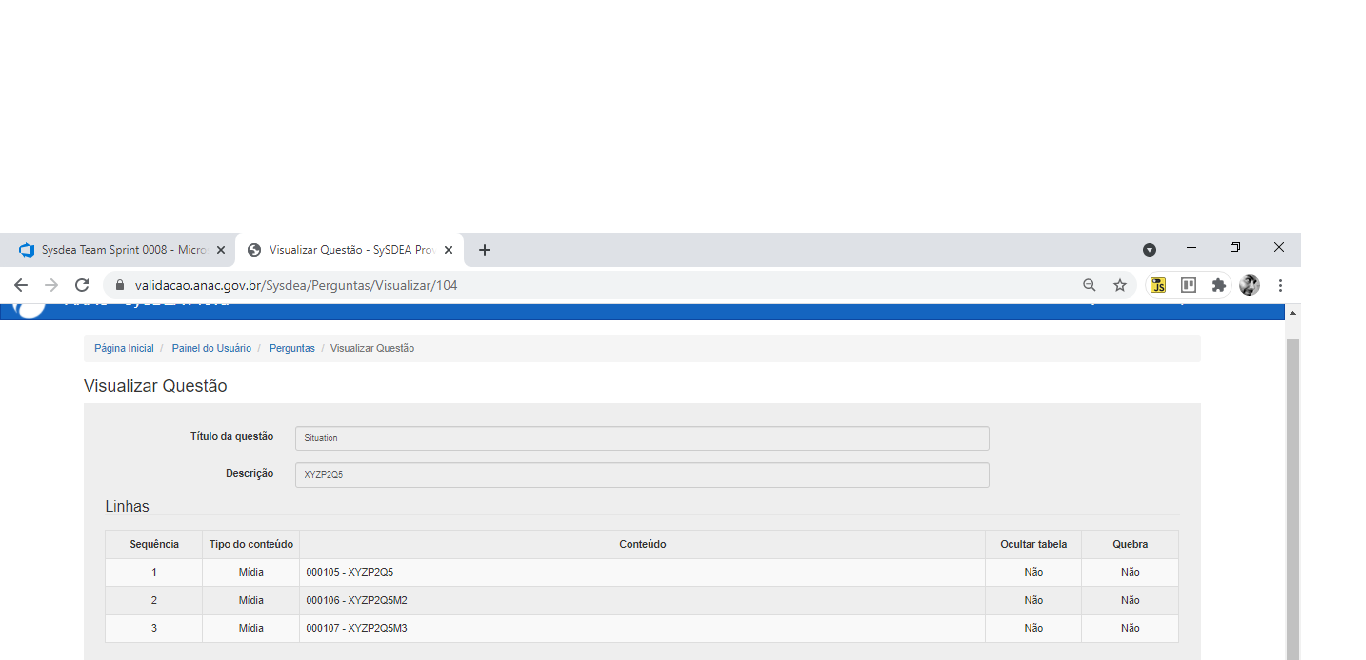 Sysdea Team Sprint 0008 - Micro
Visualizar Questão - SySDEA Prov
validacao.anac.gov.br/Sysdea/Perguntas/Visualizar/104
JS
Página Inicial / Painel do Usuário / Perguntas / Visualizar Questão
Visualizar Questão
Título da questão Situation
Descrição XYZP2Q5
Linhas
Sequência Tipo do conteúdo Conteúdo Ocultar tabela Quebra
1 Mídia 000105 - XYZP2Q5 Não Não
2 Mídia 000106 - XYZP2Q5M2 Não Não
3 Mídia 000107 - XYZP2Q5M3 Não Não